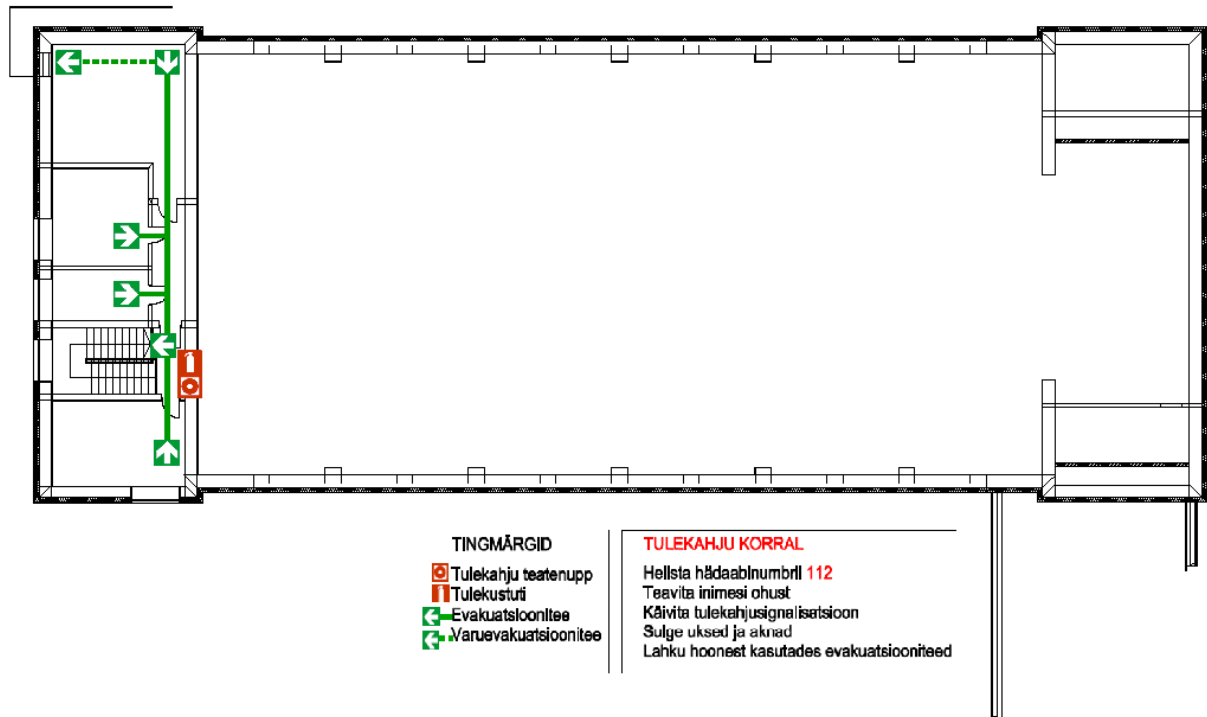 TINGMÄRGID
Tulekahju teatenupp
Tulekustuti
Evakuatsioonitee
Varuevakuatsioonitee
TULEKAHJU KORRAL
Helista hädaabinumbril 112
Teavita inimesi ohust
Käivita tulekahjusignalisatsioon
Sulge uksed ja aknad
Lahku hoonest kasutades evakuatsiooniteed